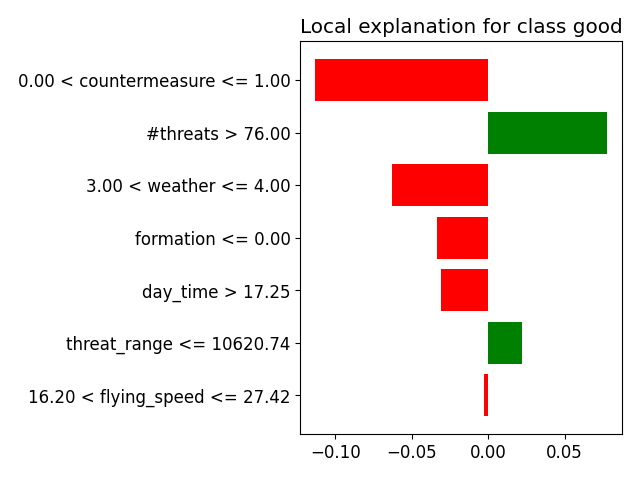 Local explanation for class good
0.00 < countermeasure <= 1.00
#threats > 76.00
3.00 < weather <= 4.00
formation <= 0.00
day_time > 17.25
threat_range <= 10620.74
16.20 < flying_speed <= 27.42
−0.10 −0.05 0.00 0.05